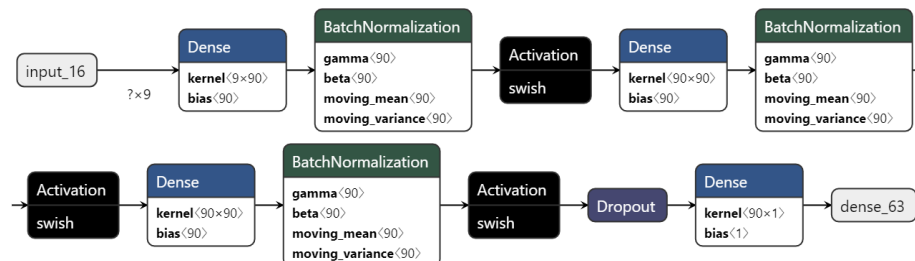 input_16
?×9
Dense
kernel〈9×90〉
bias〈90〉
BatchNormalization
gamma〈90〉
beta〈90〉
moving_mean〈90〉
moving_variance〈90〉
Activation
swish
Dense
kernel〈90×90〉
bias〈90〉
BatchNormalization
gamma〈90〉
beta〈90〉
moving_mean〈90〉
moving_variance〈90〉
Activation
swish
Dense
kernel〈90×90〉
bias〈90〉
BatchNormalization
gamma〈90〉
beta〈90〉
moving_mean〈90〉
moving_variance〈90〉
Activation
swish
Dropout
Dense
kernel〈90×1〉
bias〈1〉
dense_63